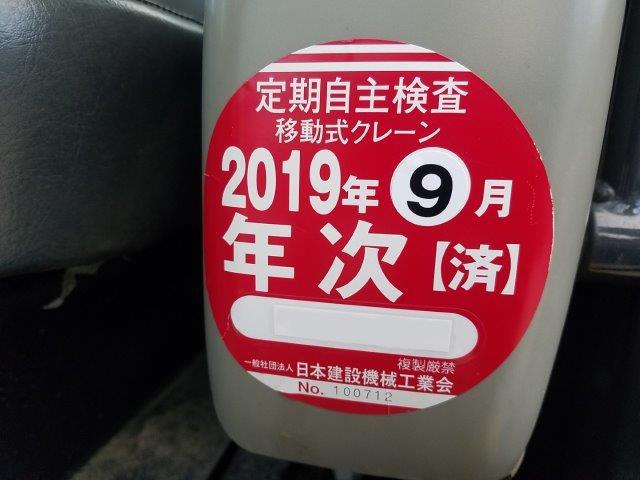 定期自主検査
移動式クレーン
2019年9月
年次【済】
複製厳禁
一般社団法人 日本建設機械工業会
No. 100712